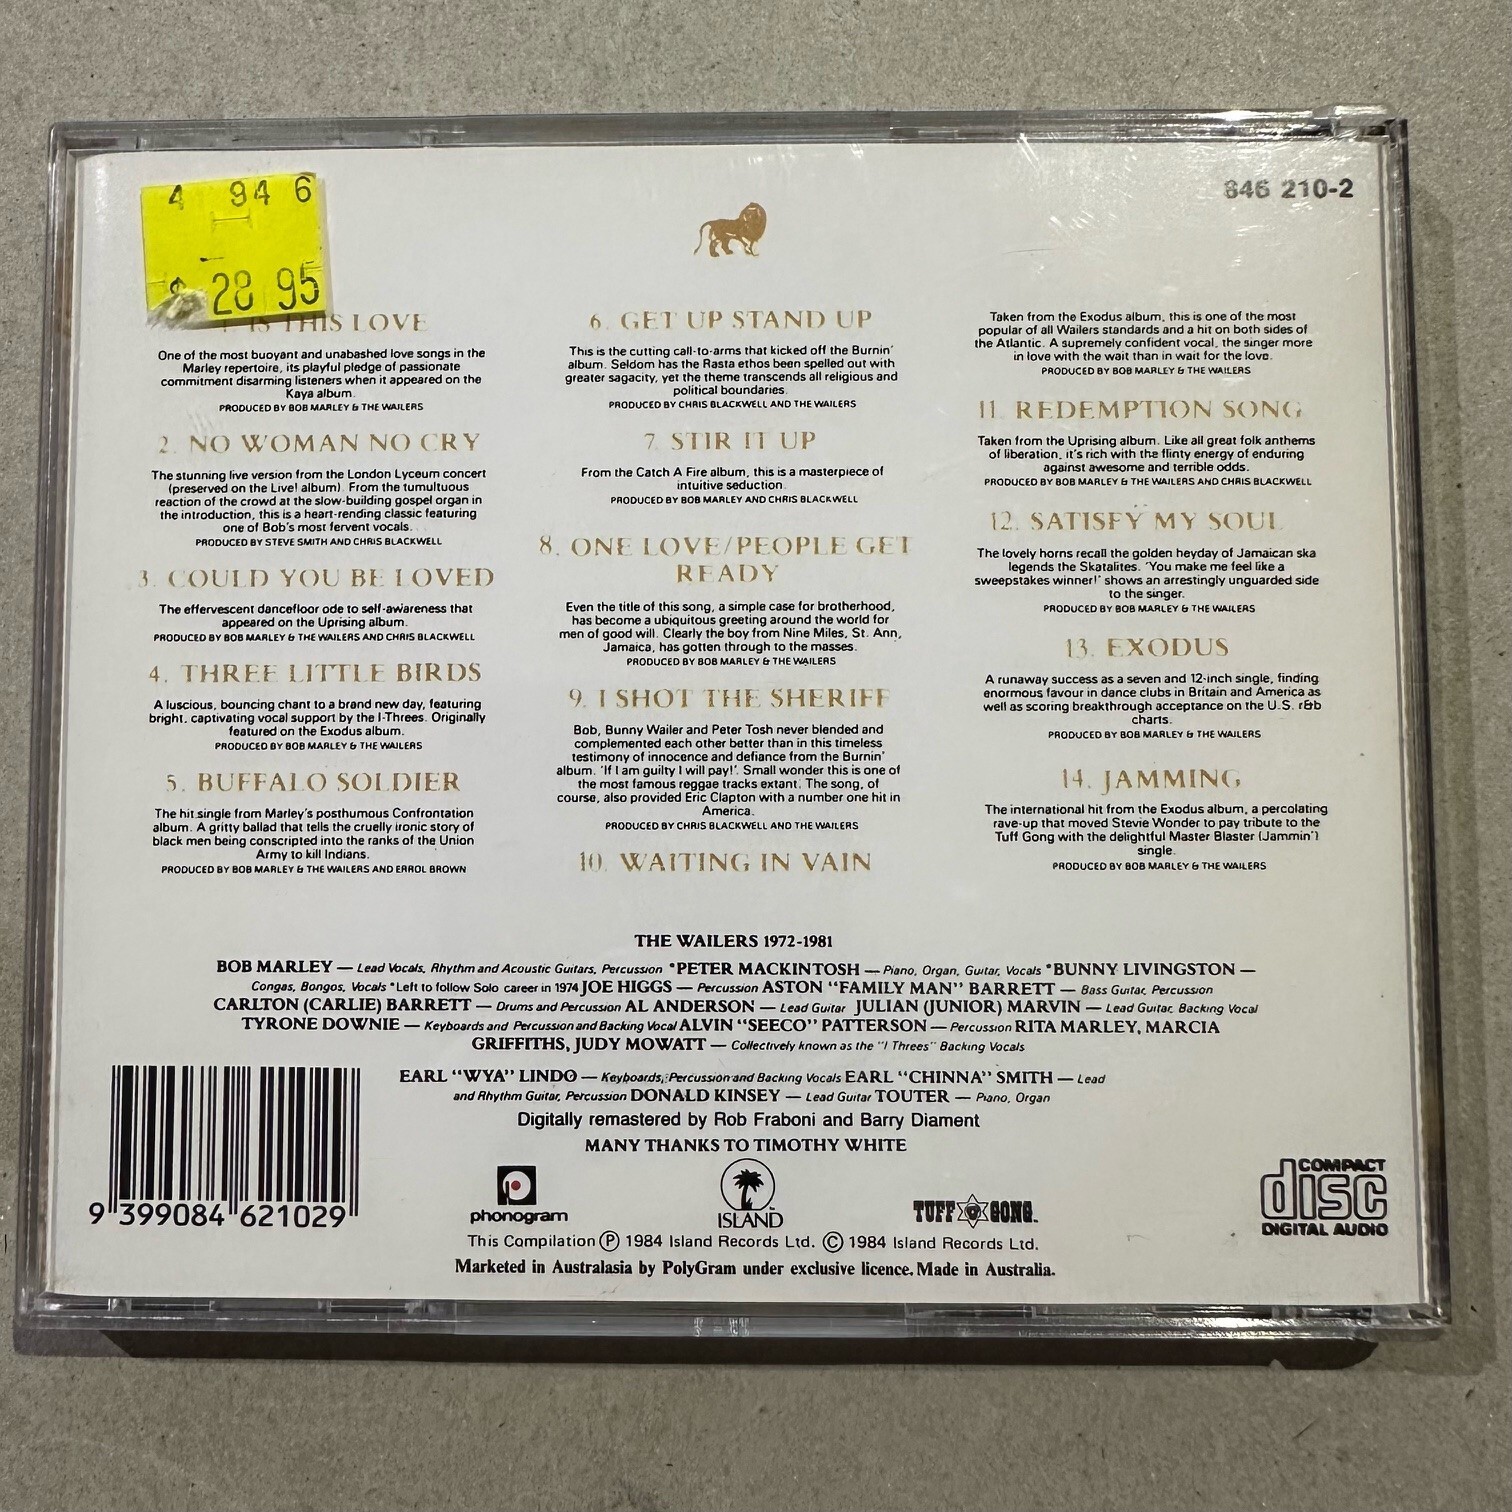 4 94 6
$ 28 95
846 210-2
1. IS THIS LOVE
One of the most buoyant and unabashed love songs in the
Marley repertoire, its playful pledge of passionate
commitment disarming listeners when it appeared on the
Kaya album.
PRODUCED BY BOB MARLEY & THE WAILERS
2. NO WOMAN NO CRY
The stunning live version from the London Lyceum concert
(preserved on the Live! album). From the tumultuous
reaction of the crowd at the slow-building gospel organ in
the introduction, this is a heart-rending classic featuring
one of Bob's most fervent vocals.
PRODUCED BY STEVE SMITH AND CHRIS BLACKWELL
3. COULD YOU BE LOVED
The effervescent dancefloor ode to self-awareness that
appeared on the Uprising album.
PRODUCED BY BOB MARLEY & THE WAILERS AND CHRIS BLACKWELL
4. THREE LITTLE BIRDS
A luscious, bouncing chant to a brand new day, featuring
bright, captivating vocal support by the I-Threes. Originally
featured on the Exodus album.
PRODUCED BY BOB MARLEY & THE WAILERS
5. BUFFALO SOLDIER
The hit single from Marley's posthumous Confrontation
album. A gritty ballad that tells the cruelly ironic story of
black men being conscripted into the ranks of the Union
Army to kill Indians.
PRODUCED BY BOB MARLEY & THE WAILERS AND ERROL BROWN
6. GET UP STAND UP
This is the cutting call-to-arms that kicked off the Burnin'
album. Seldom has the Rasta ethos been spelled out with
greater sagacity, yet the theme transcends all religious and
political boundaries.
PRODUCED BY CHRIS BLACKWELL AND THE WAILERS
7. STIR IT UP
From the Catch A Fire album, this is a masterpiece of
intuitive seduction.
PRODUCED BY BOB MARLEY AND CHRIS BLACKWELL
8. ONE LOVE/PEOPLE GET
READY
Even the title of this song, a simple case for brotherhood,
has become a ubiquitous greeting around the world for
men of good will. Clearly the boy from Nine Miles, St. Ann,
Jamaica, has gotten through to the masses.
PRODUCED BY BOB MARLEY & THE WAILERS
9. I SHOT THE SHERIFF
Bob, Bunny Wailer and Peter Tosh never blended and
complemented each other better than in this timeless
testimony of innocence and defiance from the Burnin'
album. 'If I am guilty I will pay!'. Small wonder this is one of
the most famous reggae tracks extant. The song, of
course, also provided Eric Clapton with a number one hit in
America.
PRODUCED BY CHRIS BLACKWELL AND THE WAILERS
10. WAITING IN VAIN
Taken from the Exodus album, this is one of the most
popular of all Wailers standards and a hit on both sides of
the Atlantic. A supremely confident vocal, the singer more
in love with the wait than in wait for the love.
PRODUCED BY BOB MARLEY & THE WAILERS
11. REDEMPTION SONG
Taken from the Uprising album. Like all great folk anthems
of liberation, it's rich with the flinty energy of enduring
against awesome and terrible odds.
PRODUCED BY BOB MARLEY & THE WAILERS AND CHRIS BLACKWELL
12. SATISFY MY SOUL
The lovely horns recall the golden heyday of Jamaican ska
legends the Skatalites. 'You make me feel like a
sweepstakes winner!' shows an arrestingly unguarded side
to the singer.
PRODUCED BY BOB MARLEY & THE WAILERS
13. EXODUS
A runaway success as a seven and 12-inch single, finding
enormous favour in dance clubs in Britain and America as
well as scoring breakthrough acceptance on the U.S. r&b
charts.
PRODUCED BY BOB MARLEY & THE WAILERS
14. JAMMING
The international hit from the Exodus album, a percolating
rave-up that moved Stevie Wonder to pay tribute to the
Tuff Gong with the delightful Master Blaster (Jammin')
single.
PRODUCED BY BOB MARLEY & THE WAILERS
THE WAILERS 1972-1981
BOB MARLEY — Lead Vocals, Rhythm and Acoustic Guitars, Percussion *PETER MACKINTOSH — Piano, Organ, Guitar, Vocals *BUNNY LIVINGSTON —
Congas, Bongos, Vocals *Left to follow Solo career in 1974 JOE HIGGS — Percussion ASTON "FAMILY MAN" BARRETT — Bass Guitar, Percussion
CARLTON (CARLIE) BARRETT — Drums and Percussion AL ANDERSON — Lead Guitar JULIAN (JUNIOR) MARVIN — Lead Guitar, Backing Vocal
TYRONE DOWNIE — Keyboards and Percussion and Backing Vocal ALVIN "SEECO" PATTERSON — Percussion RITA MARLEY, MARCIA
GRIFFITHS, JUDY MOWATT — Collectively known as the "I Threes" Backing Vocals
EARL "WYA" LINDO — Keyboards, Percussion and Backing Vocals EARL "CHINNA" SMITH — Lead
and Rhythm Guitar, Percussion DONALD KINSEY — Lead Guitar TOUTER — Piano, Organ
Digitally remastered by Rob Fraboni and Barry Diament
MANY THANKS TO TIMOTHY WHITE
9 399084 621029
phonogram
ISLAND
TUFF GONG
COMPACT
disc
DIGITAL AUDIO
This Compilation Ⓟ 1984 Island Records Ltd. © 1984 Island Records Ltd.
Marketed in Australasia by PolyGram under exclusive licence. Made in Australia.